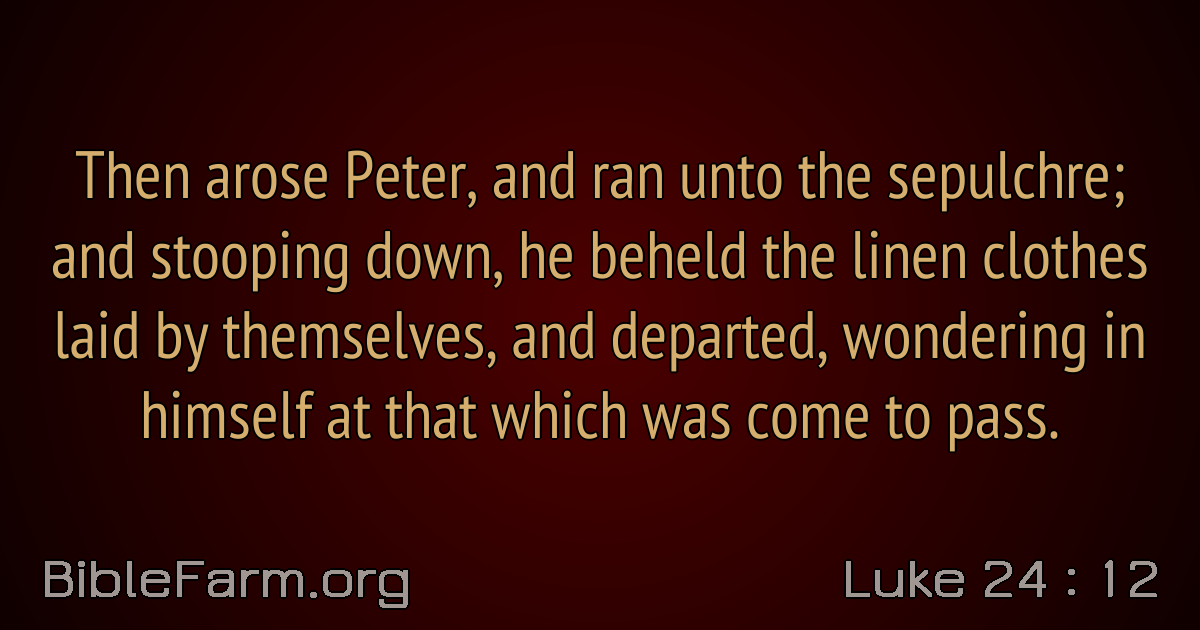 Then arose Peter, and ran unto the sepulchre;
and stooping down, he beheld the linen clothes
laid by themselves, and departed, wondering in
himself at that which was come to pass.
BibleFarm.org
Luke 24 : 12